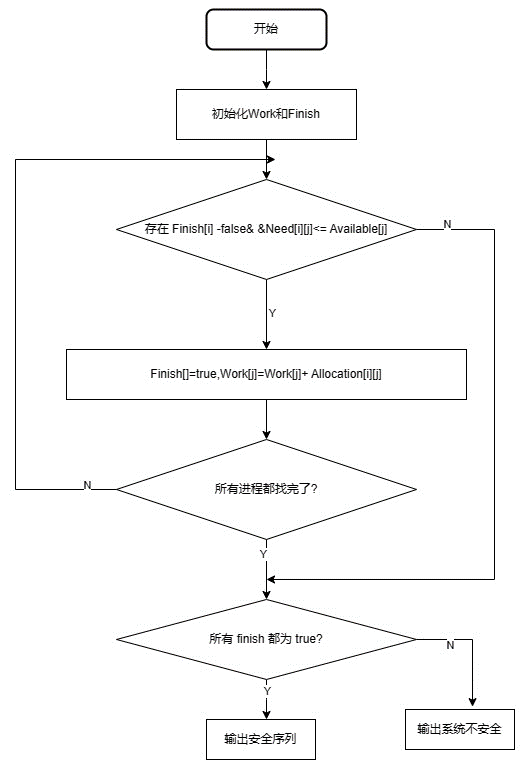 开始
初始化Work和Finish
存在 Finish[i] -false& &Need[i][j]<= Available[j]
N
Y
Finish[]=true,Work[j]=Work[j]+ Allocation[i][j]
所有进程都找完了?
N
Y
所有 finish 都为 true?
N
Y
输出安全序列
输出系统不安全